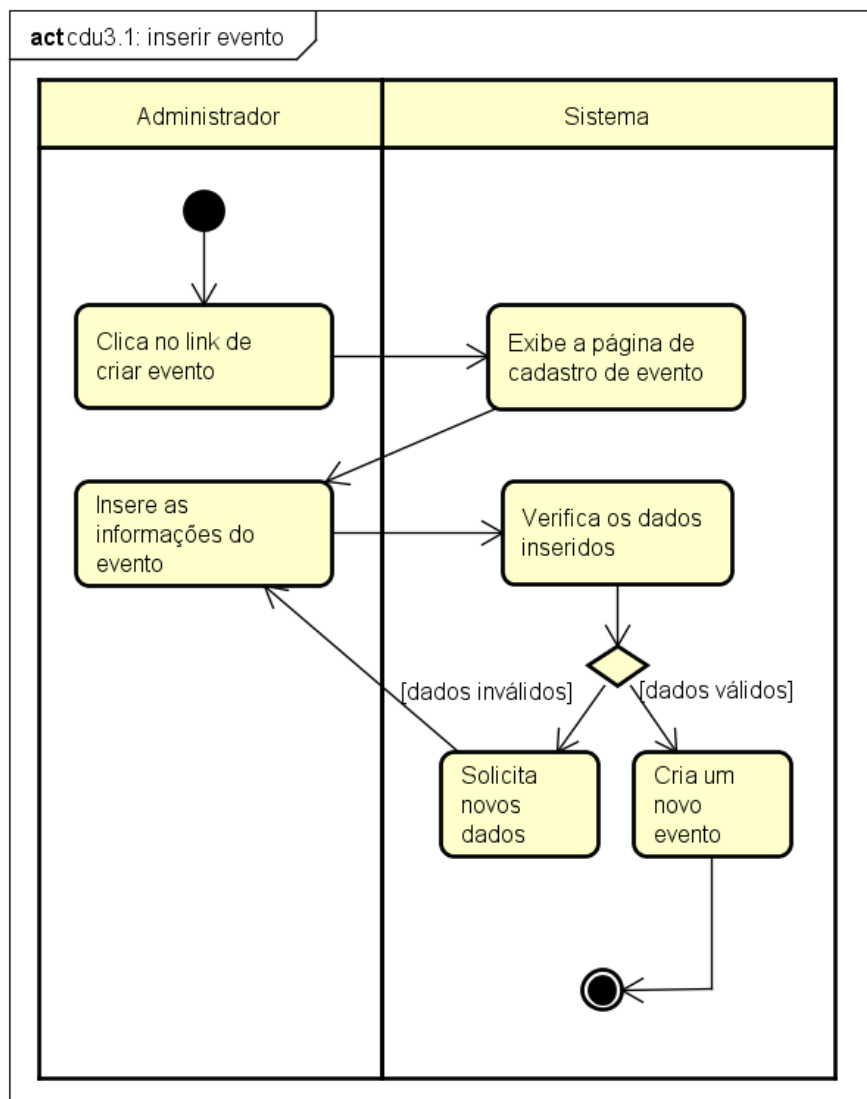 act cdu3.1: inserir evento
Administrador
Sistema
Clica no link de
criar evento
Exibe a página de
cadastro de evento
Insere as
informações do
evento
Verifica os dados
inseridos
[dados inválidos]
[dados válidos]
Solicita
novos
dados
Cria um
novo
evento